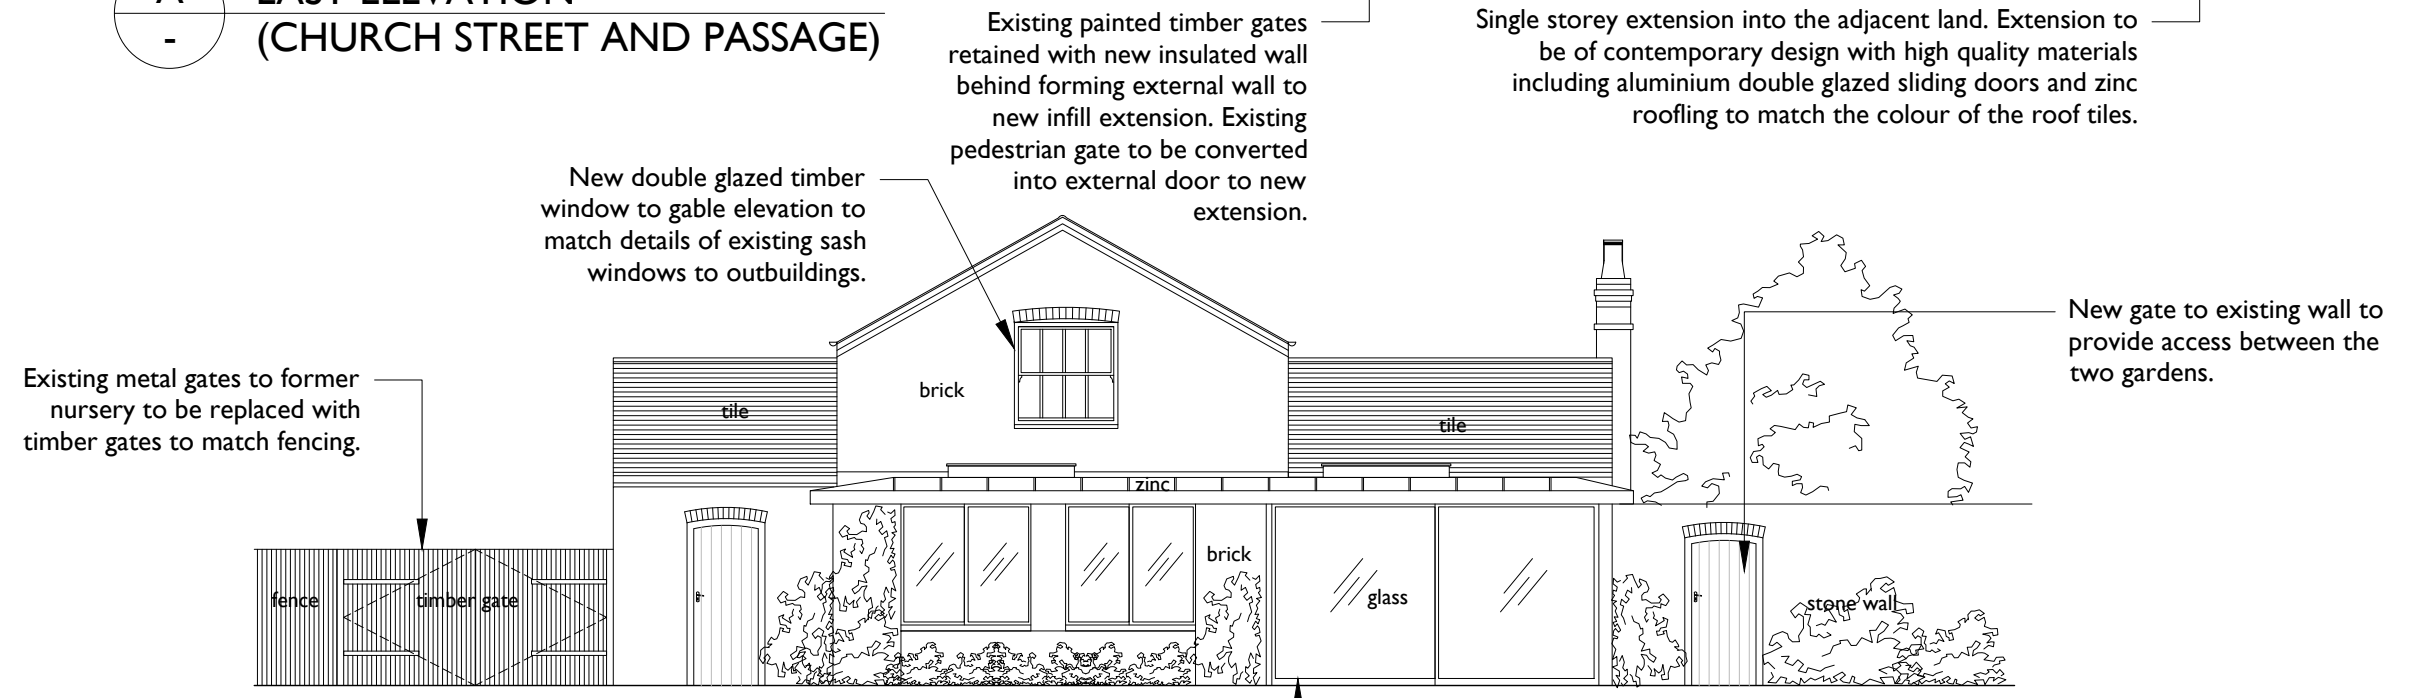 A
EAST ELEVATION
-
(CHURCH STREET AND PASSAGE)
Existing painted timber gates
retained with new insulated wall
behind forming external wall to
new infill extension. Existing
pedestrian gate to be converted
into external door to new
extension.
Single storey extension into the adjacent land. Extension to
be of contemporary design with high quality materials
including aluminium double glazed sliding doors and zinc
roofling to match the colour of the roof tiles.
New double glazed timber
window to gable elevation to
match details of existing sash
windows to outbuildings.
New gate to existing wall to
provide access between the
two gardens.
Existing metal gates to former
nursery to be replaced with
timber gates to match fencing.
brick
tile
tile
zinc
brick
glass
fence
timber gate
stone wall